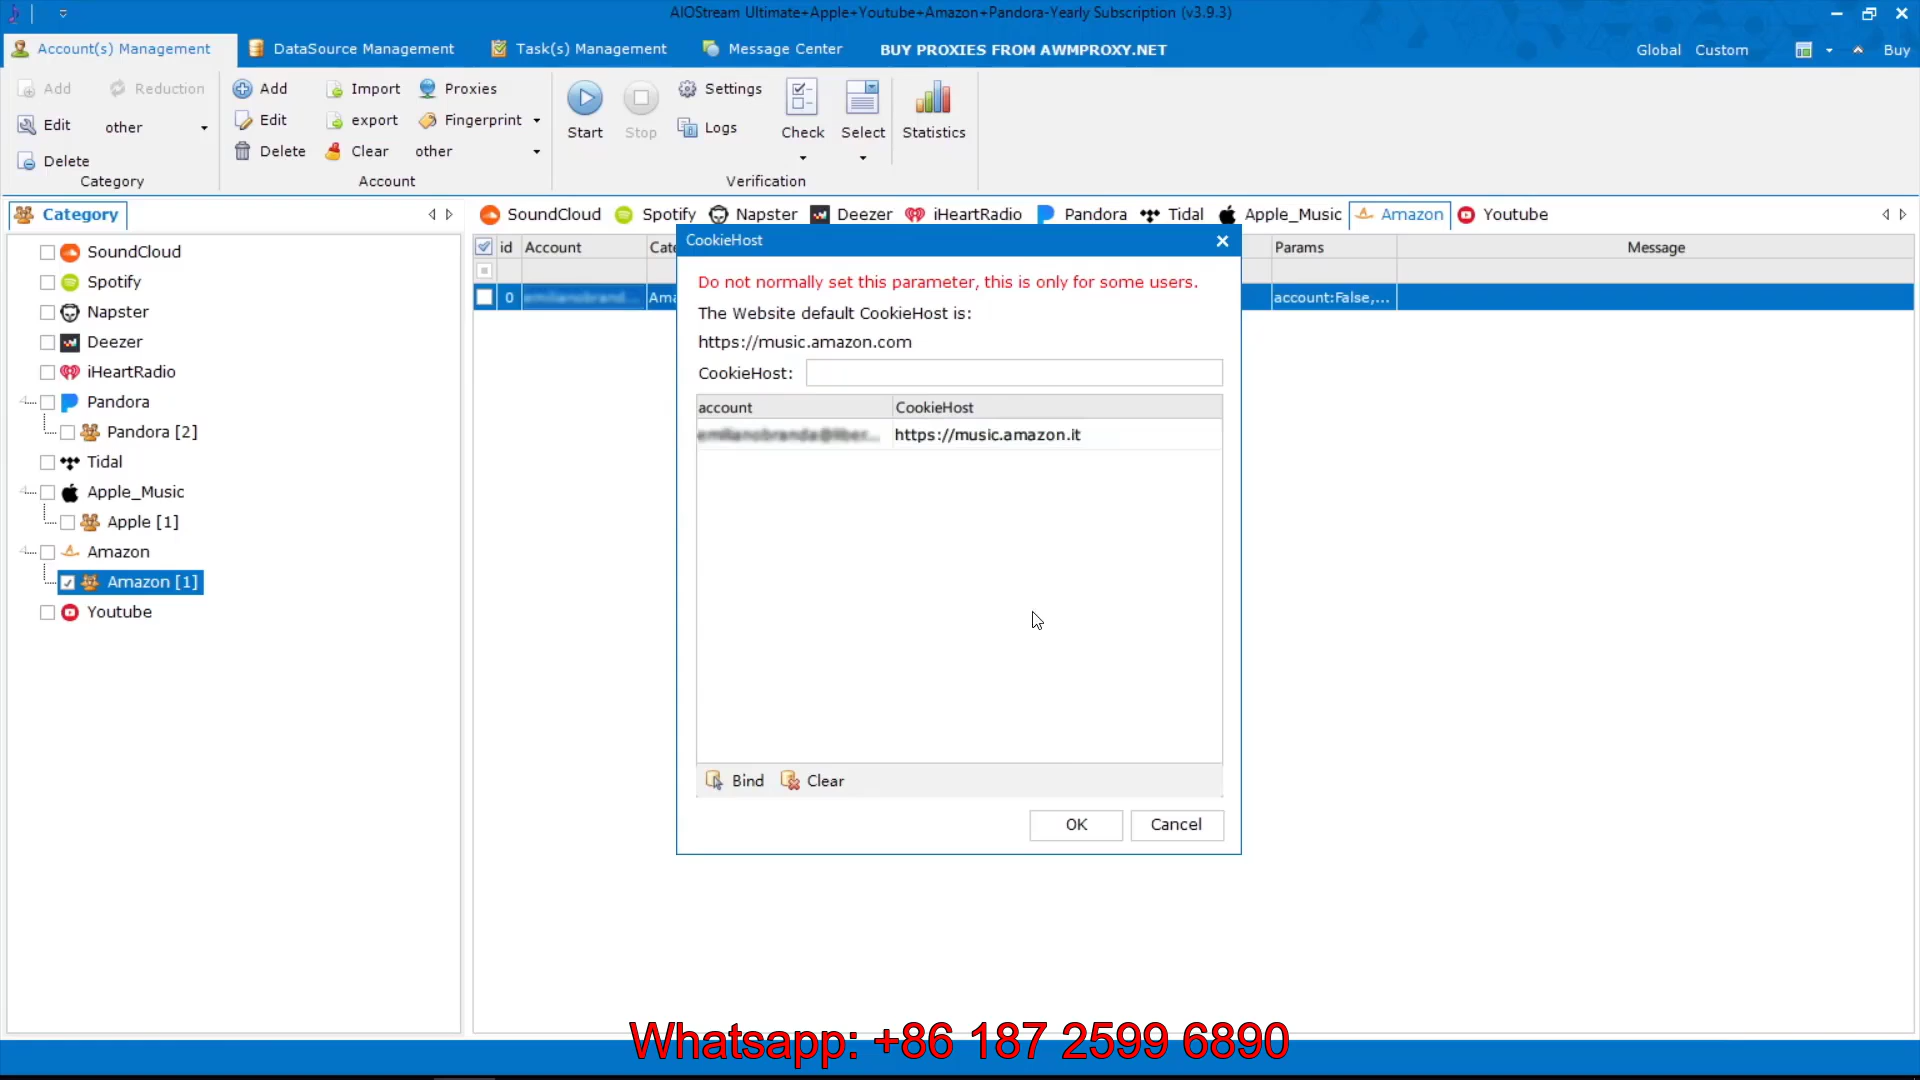 AIOStream Ultimate+Apple+Youtube+Amazon+Pandora-Yearly Subscription (v3.9.3)
Account(s) Management DataSource Management Task(s) Management Message Center BUY PROXIES FROM AWMPROXY.NET Global Custom Buy
Add Reduction
Edit other
Delete
Category
Add Import Proxies
Edit export Fingerprint
Delete Clear other
Account
Start Stop Settings
Logs
Check Select Statistics
Verification
Category
SoundCloud Spotify Napster Deezer iHeartRadio Pandora Tidal Apple_Music Amazon Youtube
SoundCloud
Spotify
Napster
Deezer
iHeartRadio
Pandora
Pandora [2]
Tidal
Apple_Music
Apple [1]
Amazon
Amazon [1]
Youtube
id Account Cate Params Message
0 Ama account:False,...
CookieHost
Do not normally set this parameter, this is only for some users.
The Website default CookieHost is:
https://music.amazon.com
CookieHost:
account CookieHost
https://music.amazon.it
Bind Clear
OK Cancel
Whatsapp: +86 187 2599 6890